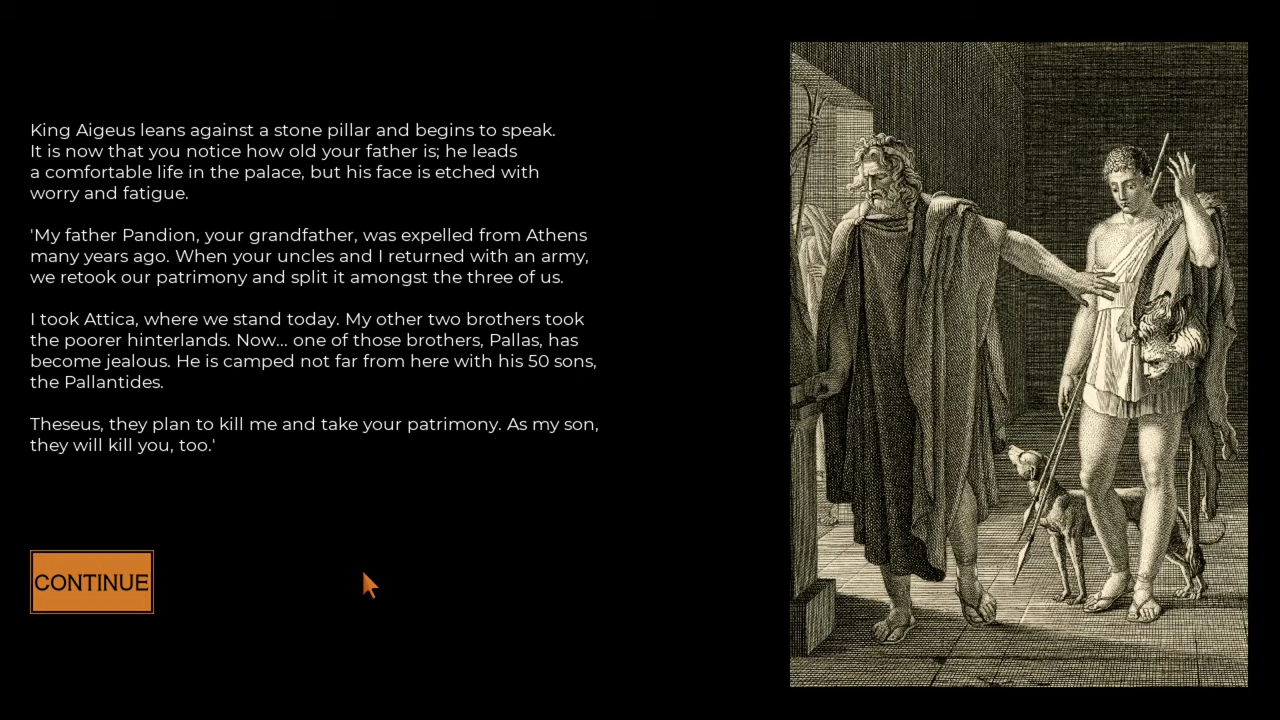 King Aigeus leans against a stone pillar and begins to speak.
It is now that you notice how old your father is; he leads
a comfortable life in the palace, but his face is etched with
worry and fatigue.
'My father Pandion, your grandfather, was expelled from Athens
many years ago. When your uncles and I returned with an army,
we retook our patrimony and split it amongst the three of us.
I took Attica, where we stand today. My other two brothers took
the poorer hinterlands. Now... one of those brothers, Pallas, has
become jealous. He is camped not far from here with his 50 sons,
the Pallantides.
Theseus, they plan to kill me and take your patrimony. As my son,
they will kill you, too.'
CONTINUE